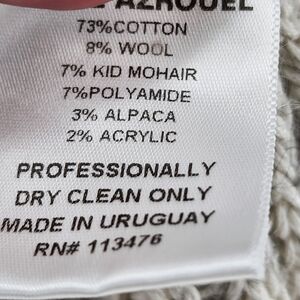 AZROUEL
73%COTTON
8% WOOL
7% KID MOHAIR
7%POLYAMIDE
3% ALPACA
2% ACRYLIC
PROFESSIONALLY
DRY CLEAN ONLY
MADE IN URUGUAY
RN# 113476